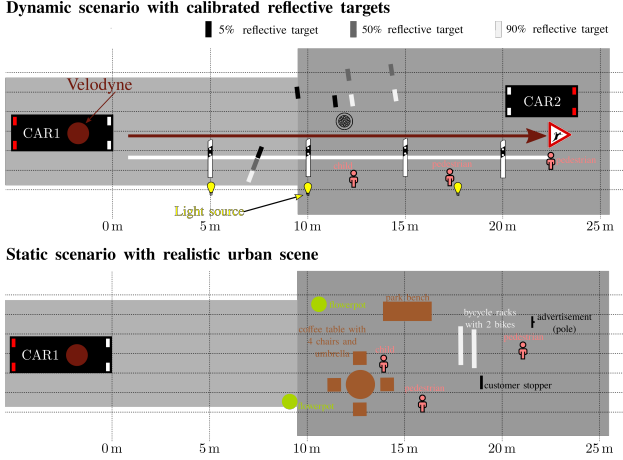 Dynamic scenario with calibrated reflective targets
5% reflective target
50% reflective target
90% reflective target
Velodyne
CAR1
CAR2
Light source
0 m
5 m
10 m
15 m
20 m
25 m
Static scenario with realistic urban scene
flowerpot
park bench
bycycle racks
with 2 bikes
advertisement
(pole)
coffee table with
4 chairs and
umbrella
CAR1
customer stopper
flowerpot
0 m
5 m
10 m
15 m
20 m
25 m